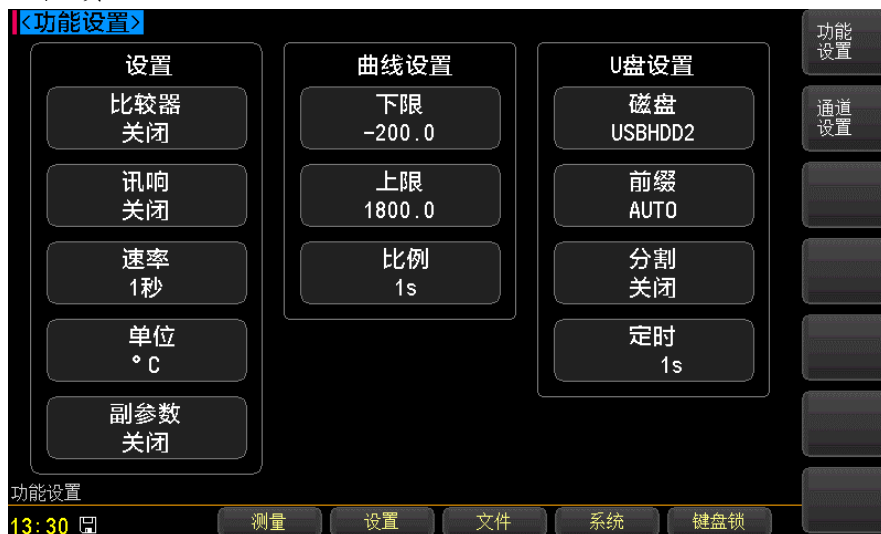 <功能设置>
设置
比较器
关闭
讯响
关闭
速率
1秒
单位
°C
副参数
关闭
曲线设置
下限
-200.0
上限
1800.0
比例
1s
U盘设置
磁盘
USBHDD2
前缀
AUTO
分割
关闭
定时
1s
功能
设置
通道
设置
功能设置
13:30
测量
设置
文件
系统
键盘锁